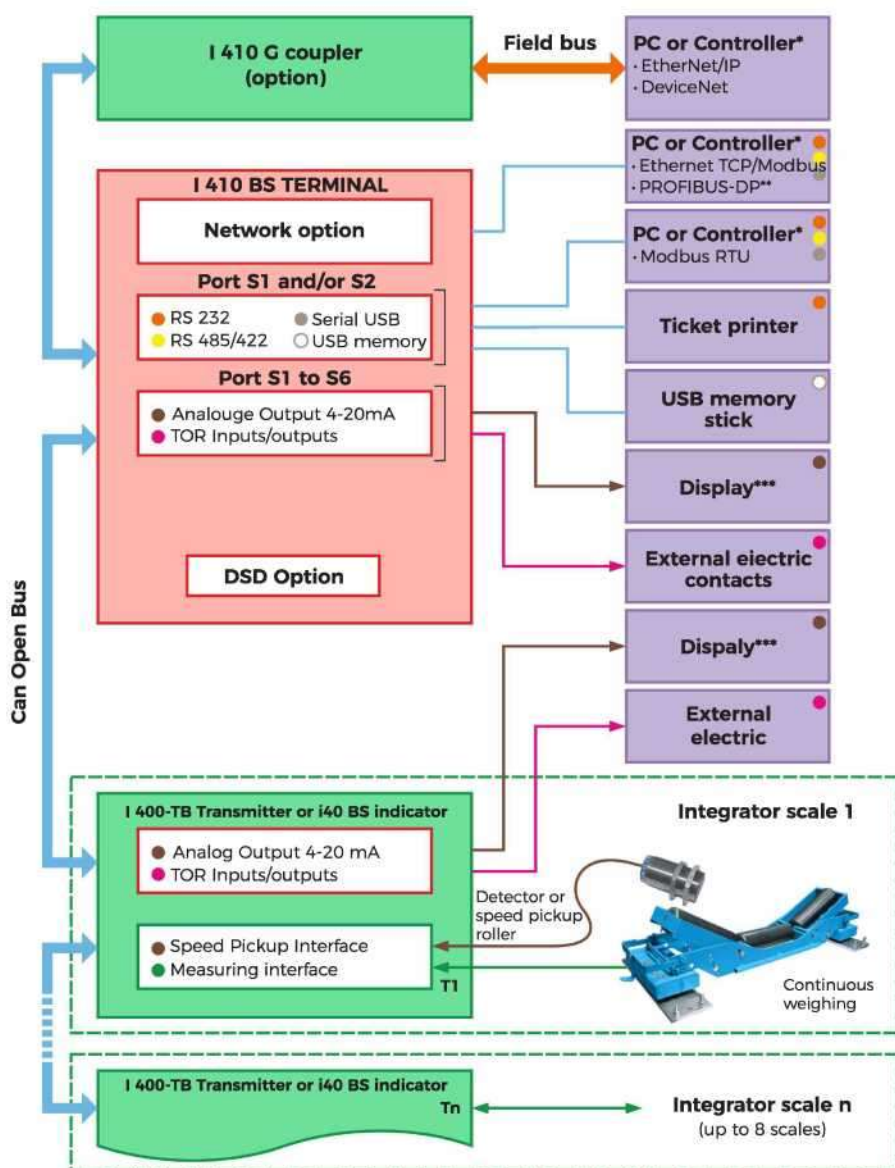 I 410 G coupler
(option)
Field bus
PC or Controller*
· EtherNet/IP
· DeviceNet
PC or Controller*
· Ethernet TCP/Modbus
· PROFIBUS-DP**
I 410 BS TERMINAL
Network option
PC or Controller*
· Modbus RTU
Port S1 and/or S2
RS 232
Serial USB
RS 485/422
USB memory
Ticket printer
Port S1 to S6
Analouge Output 4-20mA
TOR Inputs/outputs
USB memory
stick
Display***
DSD Option
External electric
contacts
Dispaly***
External
electric
Can Open Bus
I 400-TB Transmitter or i40 BS indicator
Analog Output 4-20 mA
TOR Inputs/outputs
Integrator scale 1
Detector or
speed pickup
roller
Speed Pickup Interface
Measuring interface
T1
Continuous
weighing
I 400-TB Transmitter or i40 BS indicator
Tn
Integrator scale n
(up to 8 scales)